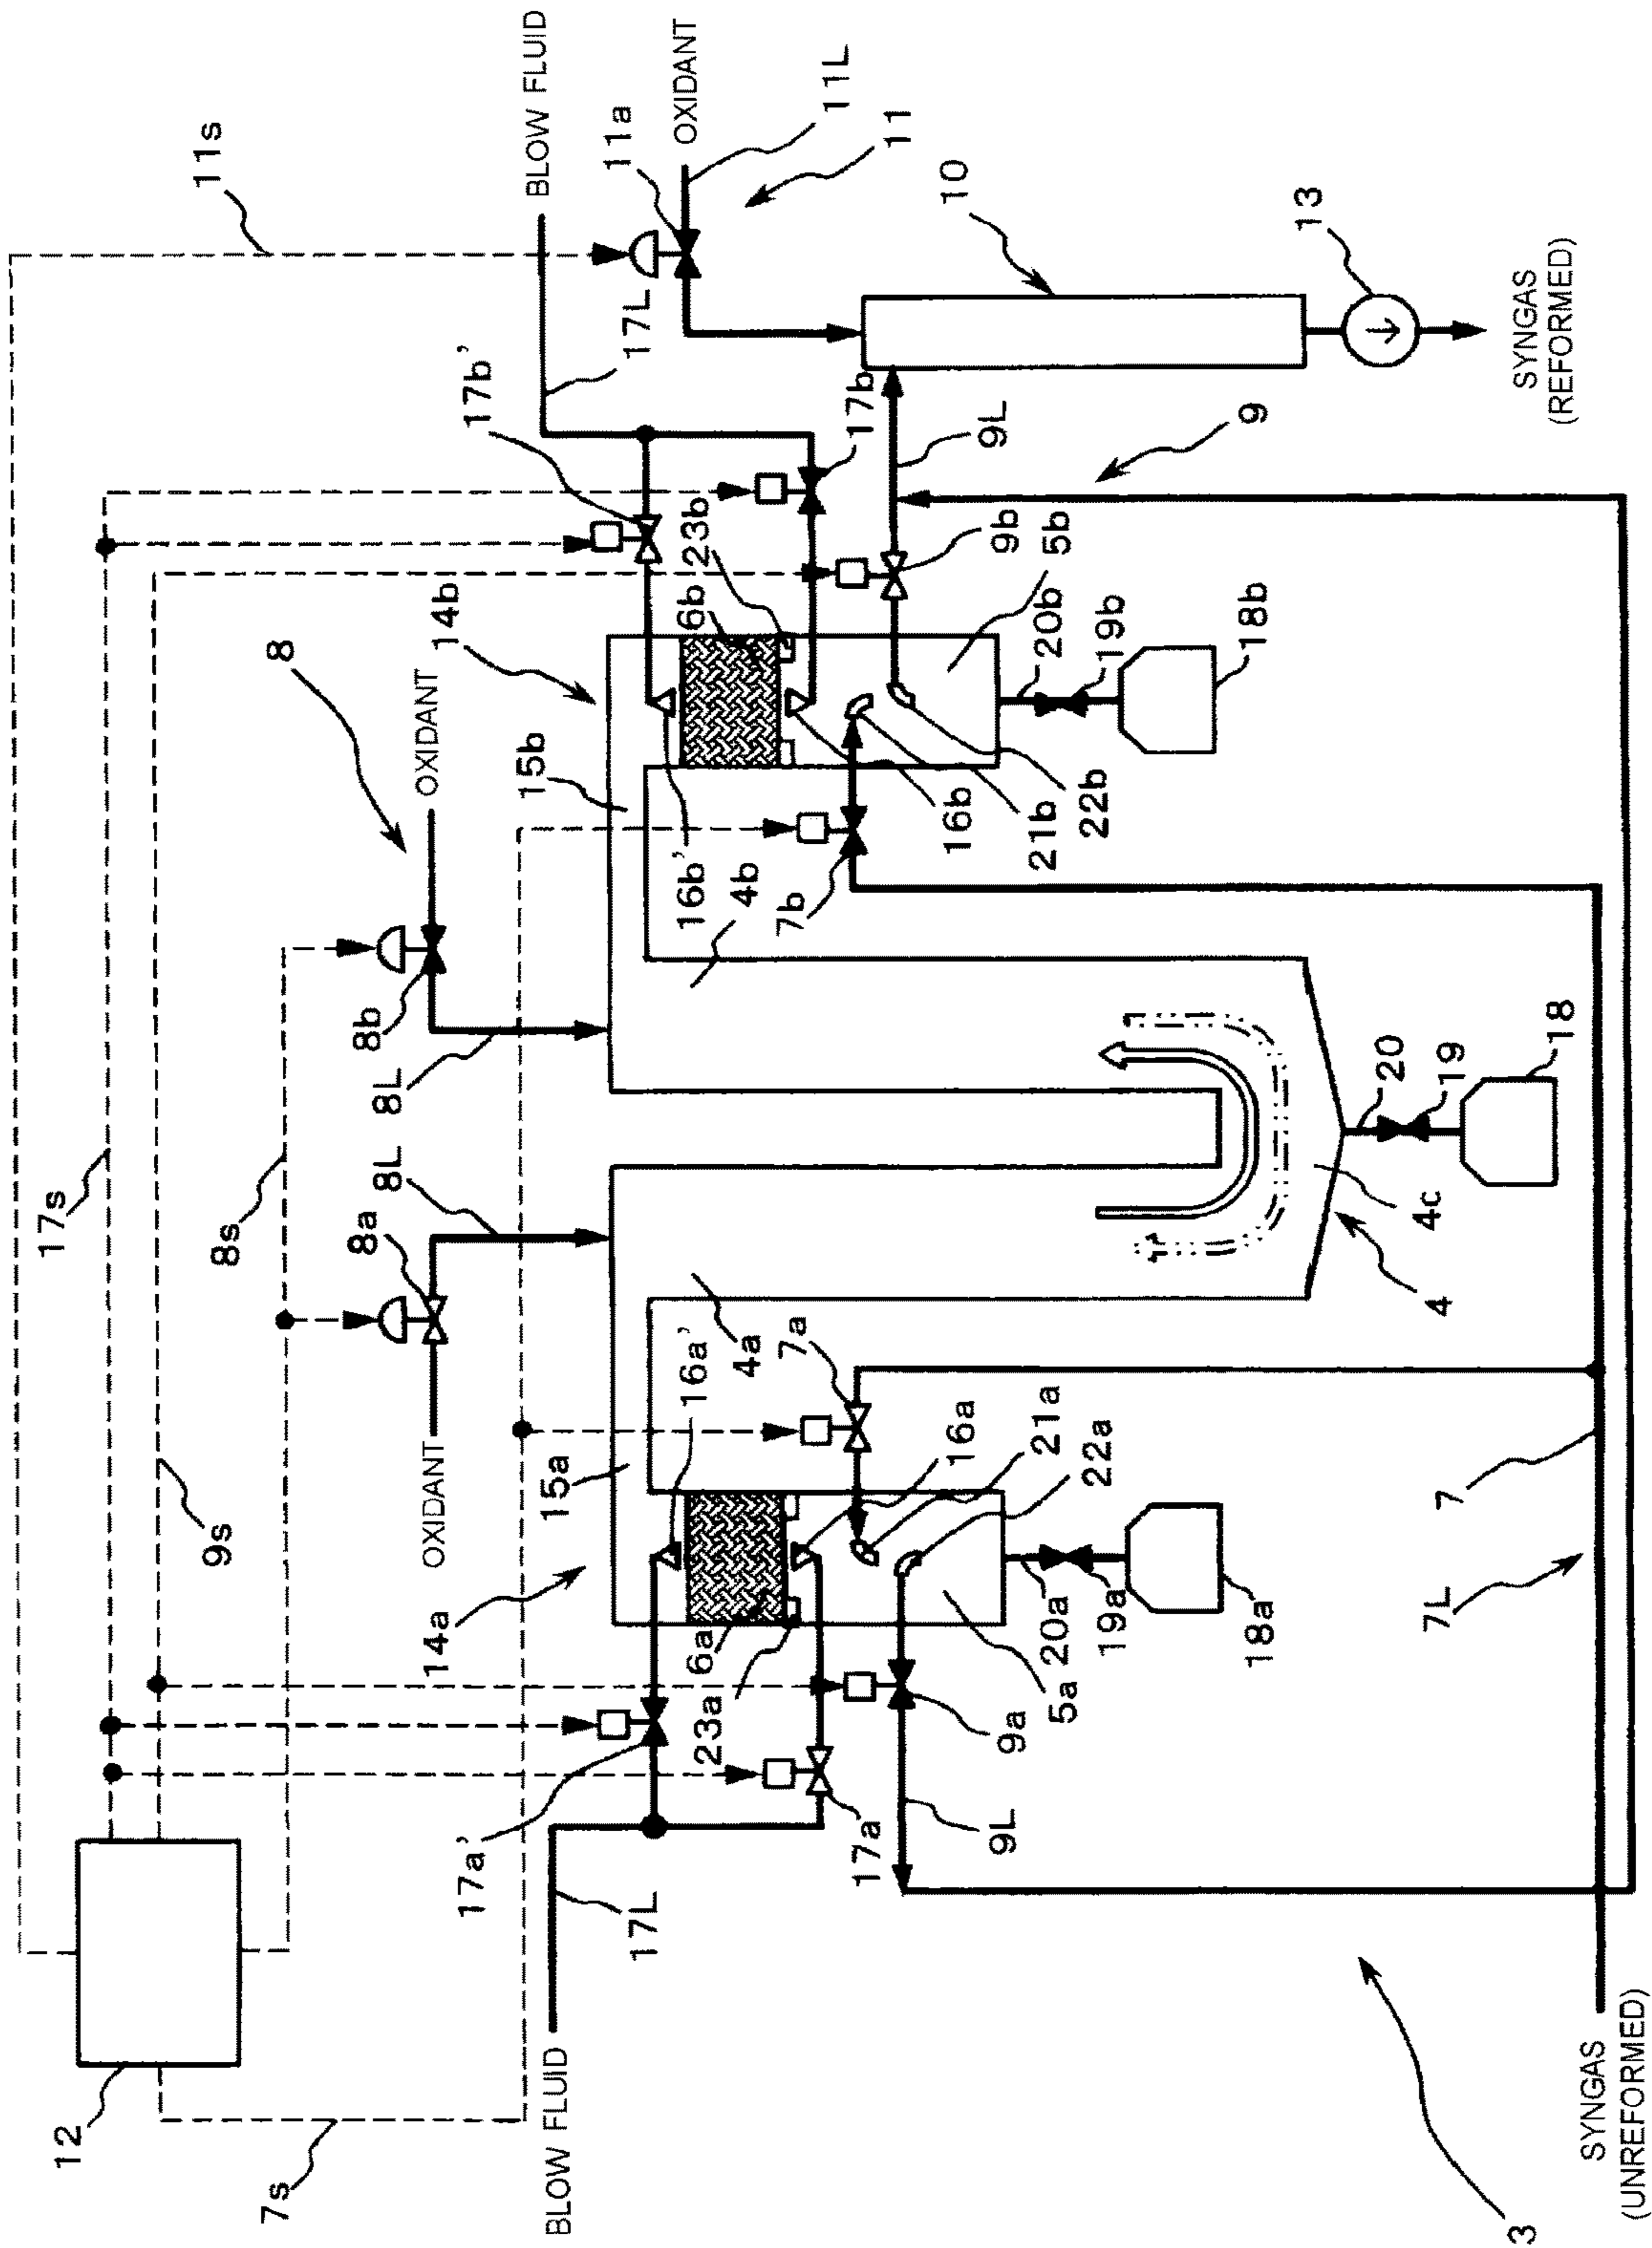 11s
BLOW FLUID
OXIDANT
11a
11L
11
17L
10
13
SYNGAS
(REFORMED)
17b'
17b
9L
9
23b
9b
5b
6b
14b
8
OXIDANT
15b
20b
19b
18b
16b'
4b
7b
16b
21b
22b
17s
8s
8b
8L
8L
8a
20
19
18
4c
4
9s
OXIDANT
15a
16a'
4a
7a
16a
21a
22a
7
7L
14a
6a
23a
5a
20a
19a
18a
9a
9L
17a'
17a
17L
12
7s
BLOW FLUID
SYNGAS
(UNREFORMED)
3